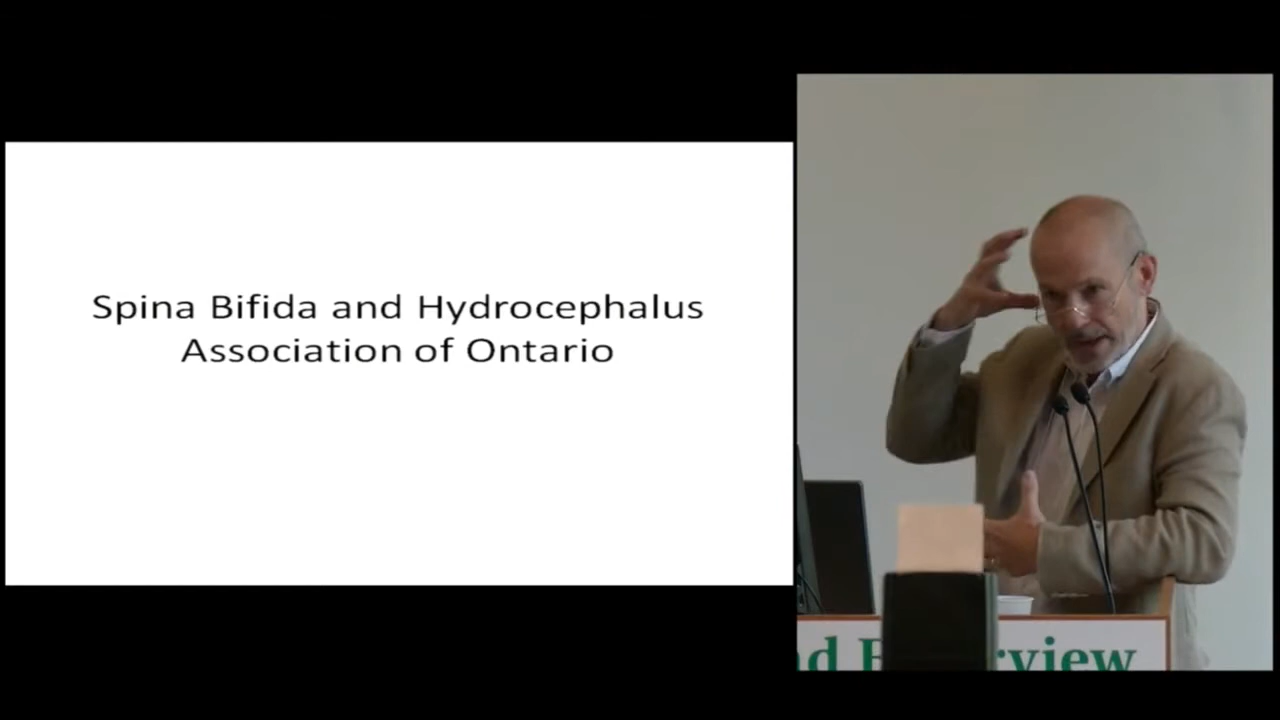 Spina Bifida and Hydrocephalus
Association of Ontario